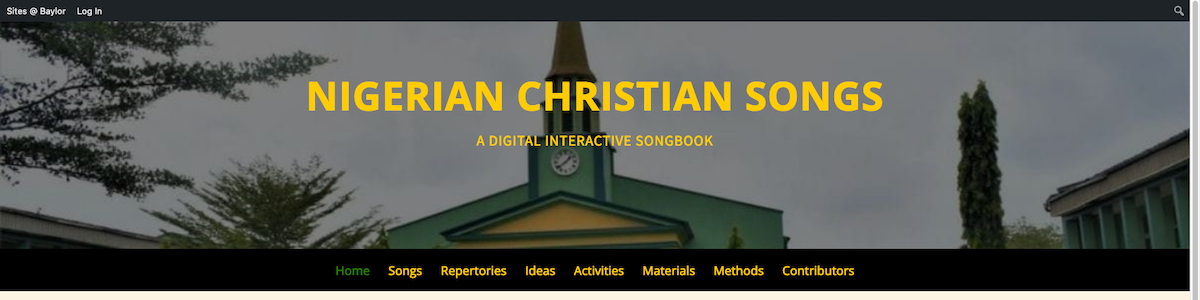 Sites @ Baylor Log In
NIGERIAN CHRISTIAN SONGS
A DIGITAL INTERACTIVE SONGBOOK
Home Songs Repertories Ideas Activities Materials Methods Contributors